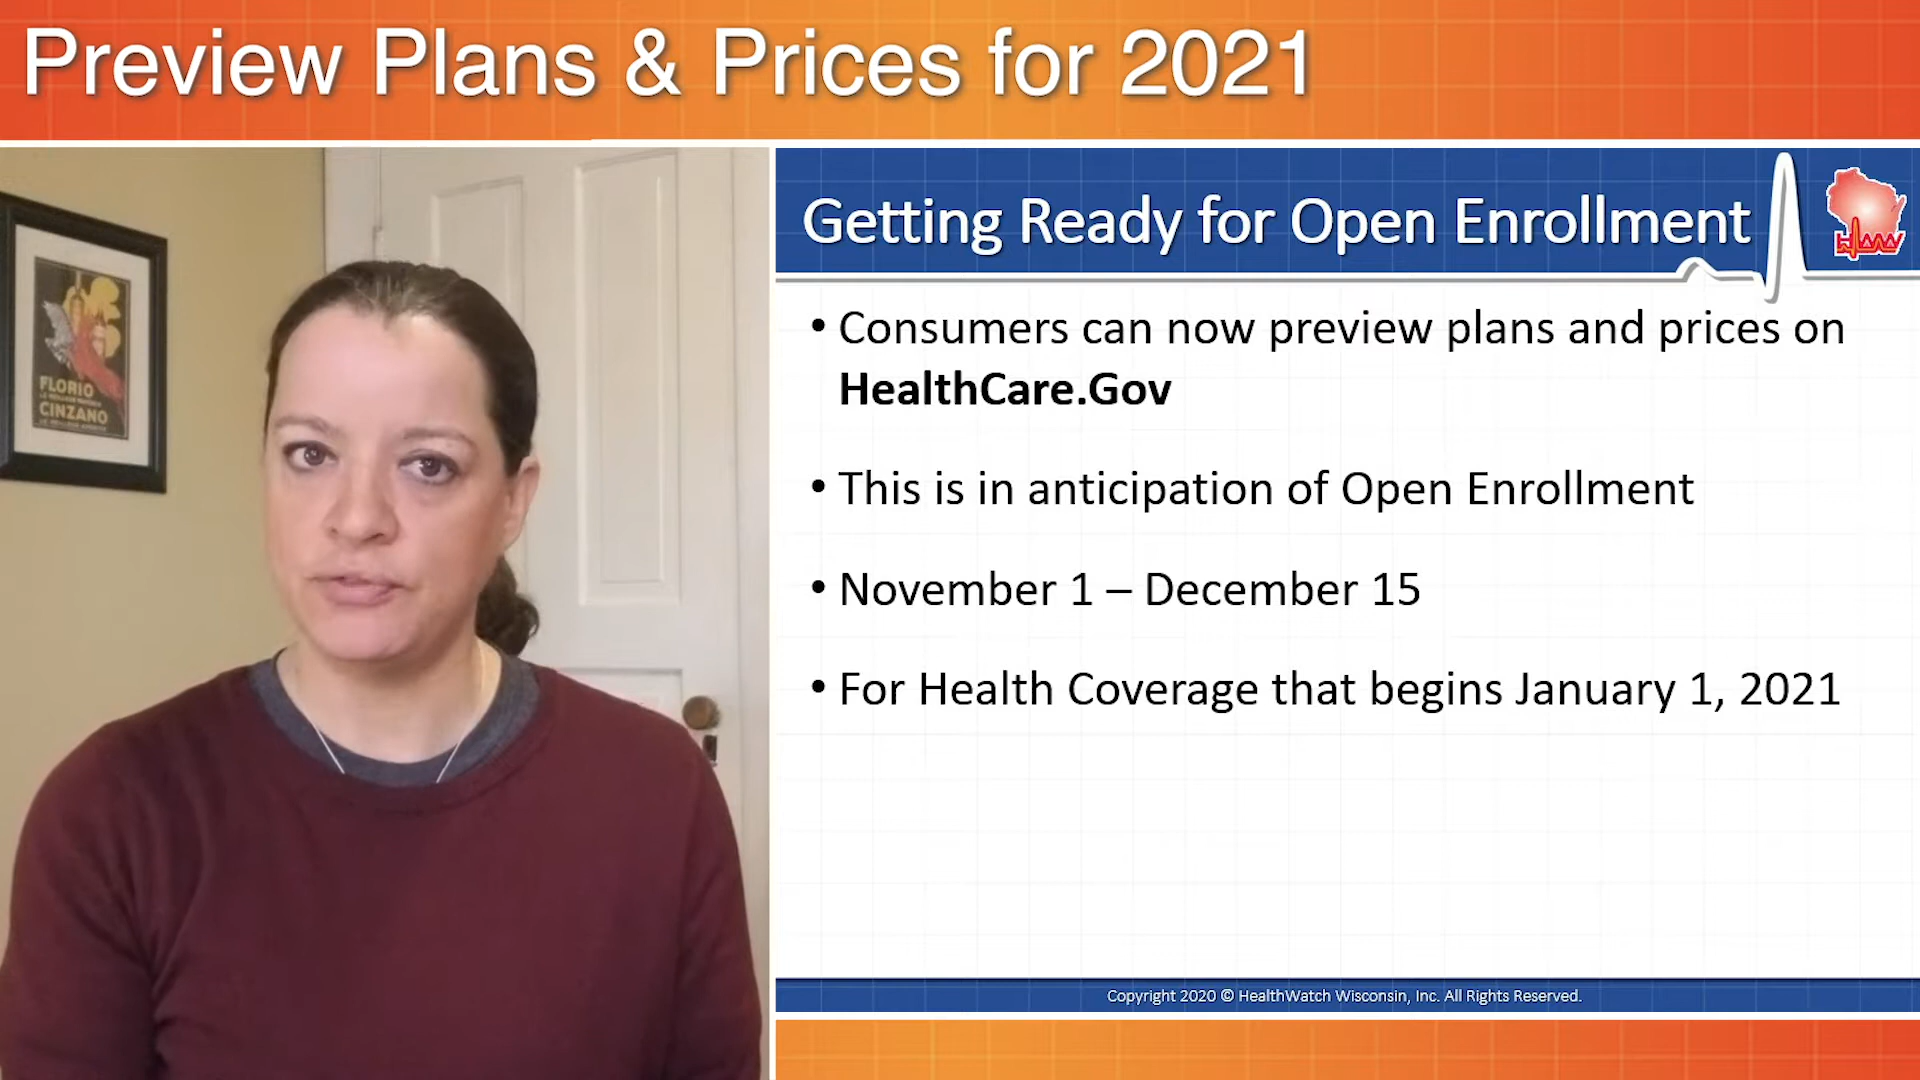 Preview Plans & Prices for 2021
FLORIO
CINZANO
Getting Ready for Open Enrollment
• Consumers can now preview plans and prices on
HealthCare.Gov
• This is in anticipation of Open Enrollment
• November 1 – December 15
• For Health Coverage that begins January 1, 2021
Copyright 2020 © HealthWatch Wisconsin, Inc. All Rights Reserved.